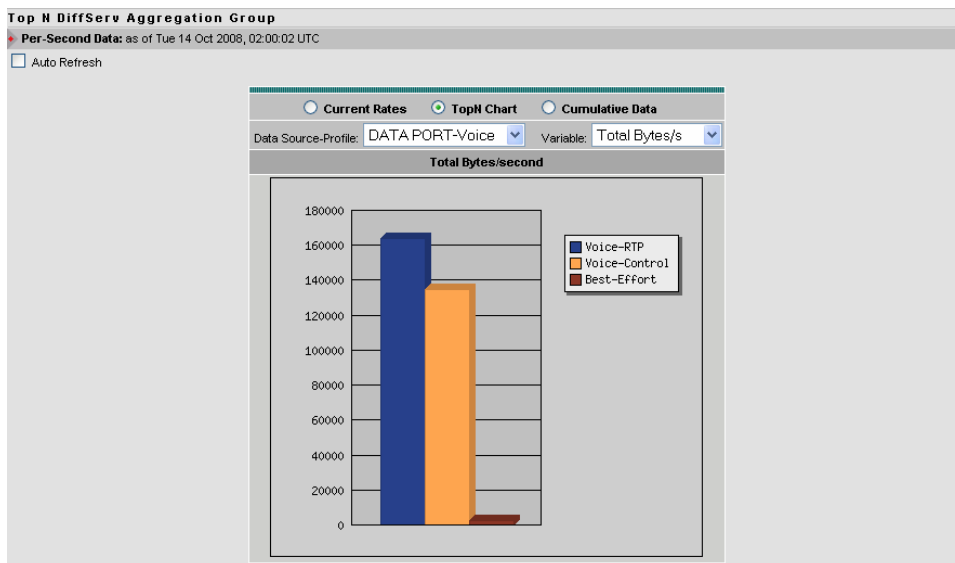 Top N DiffServ Aggregation Group
Per-Second Data: as of Tue 14 Oct 2008, 02:00:02 UTC
Auto Refresh
Current Rates TopN Chart Cumulative Data
Data Source-Profile: DATA PORT-Voice Variable: Total Bytes/s
Total Bytes/second
180000
160000
140000
120000
100000
80000
60000
40000
20000
0
Voice-RTP
Voice-Control
Best-Effort